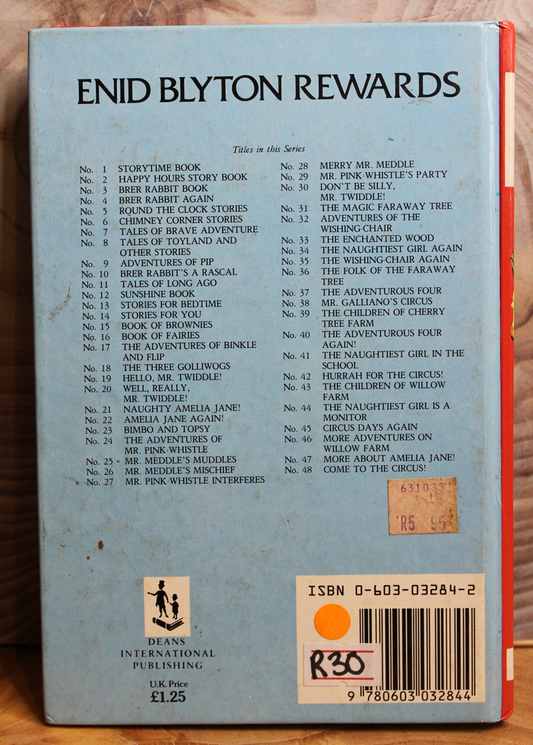 ENID BLYTON REWARDS
Titles in this Series
No. 1 STORYTIME BOOK
No. 2 HAPPY HOURS STORY BOOK
No. 3 BRER RABBIT BOOK
No. 4 BRER RABBIT AGAIN
No. 5 ROUND THE CLOCK STORIES
No. 6 CHIMNEY CORNER STORIES
No. 7 TALES OF BRAVE ADVENTURE
No. 8 TALES OF TOYLAND AND
OTHER STORIES
No. 9 ADVENTURES OF PIP
No. 10 BRER RABBIT'S A RASCAL
No. 11 TALES OF LONG AGO
No. 12 SUNSHINE BOOK
No. 13 STORIES FOR BEDTIME
No. 14 STORIES FOR YOU
No. 15 BOOK OF BROWNIES
No. 16 BOOK OF FAIRIES
No. 17 THE ADVENTURES OF BINKLE
AND FLIP
No. 18 THE THREE GOLLIWOGS
No. 19 HELLO, MR. TWIDDLE!
No. 20 WELL, REALLY,
MR. TWIDDLE!
No. 21 NAUGHTY AMELIA JANE!
No. 22 AMELIA JANE AGAIN!
No. 23 BIMBO AND TOPSY
No. 24 THE ADVENTURES OF
MR. PINK-WHISTLE
No. 25 MR. MEDDLE'S MUDDLES
No. 26 MR. MEDDLE'S MISCHIEF
No. 27 MR. PINK-WHISTLE INTERFERES
No. 28 MERRY MR. MEDDLE
No. 29 MR. PINK-WHISTLE'S PARTY
No. 30 DON'T BE SILLY,
MR. TWIDDLE!
No. 31 THE MAGIC FARAWAY TREE
No. 32 ADVENTURES OF THE
WISHING-CHAIR
No. 33 THE ENCHANTED WOOD
No. 34 THE NAUGHTIEST GIRL AGAIN
No. 35 THE WISHING-CHAIR AGAIN
No. 36 THE FOLK OF THE FARAWAY
TREE
No. 37 THE ADVENTUROUS FOUR
No. 38 MR. GALLIANO'S CIRCUS
No. 39 THE CHILDREN OF CHERRY
TREE FARM
No. 40 THE ADVENTUROUS FOUR
AGAIN!
No. 41 THE NAUGHTIEST GIRL IN THE
SCHOOL
No. 42 HURRAH FOR THE CIRCUS!
No. 43 THE CHILDREN OF WILLOW
FARM
No. 44 THE NAUGHTIEST GIRL IS A
MONITOR
No. 45 CIRCUS DAYS AGAIN
No. 46 MORE ADVENTURES ON
WILLOW FARM
No. 47 MORE ABOUT AMELIA JANE!
No. 48 COME TO THE CIRCUS!
R5 95
DEANS
INTERNATIONAL
PUBLISHING
U.K. Price
£1.25
ISBN 0-603-03284-2
R30
9 780603 032844